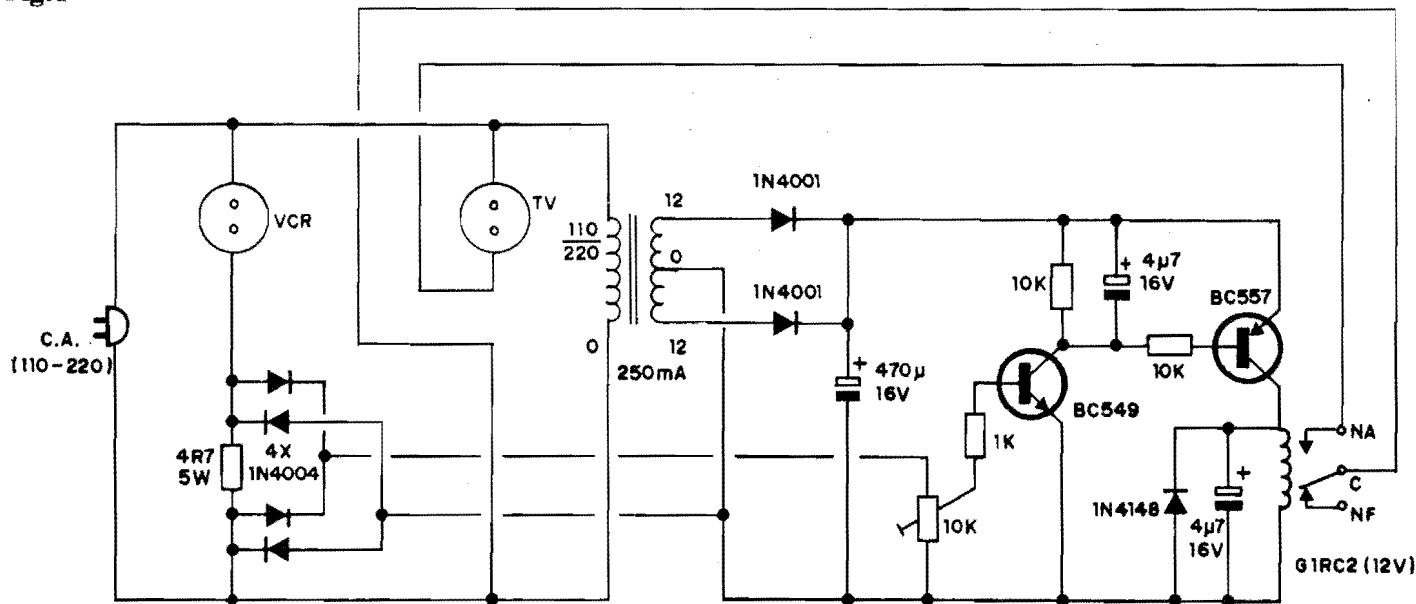 VCR
TV
C.A.
(110-220)
4R7
5W
4X
1N4004
110
220
0
12
0
12
250mA
1N4001
1N4001
470µ
16V
+
10K
1K
10K
4µ7
16V
+
BC549
10K
BC557
1N4148
4µ7
16V
+
NA
C
NF
G1RC2 (12V)